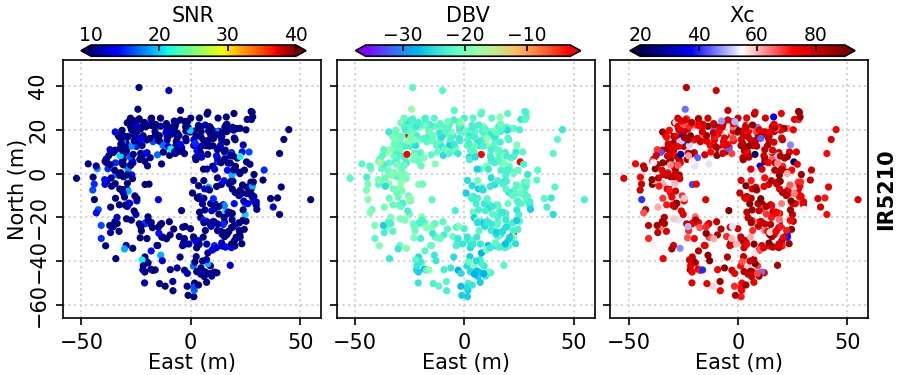 SNR DBV Xc
10 20 30 40 −30 −20 −10 20 40 60 80
40
20
0
−20
−40
−60
North (m)
−50 0 50 −50 0 50 −50 0 50
East (m) East (m) East (m)
IR5210